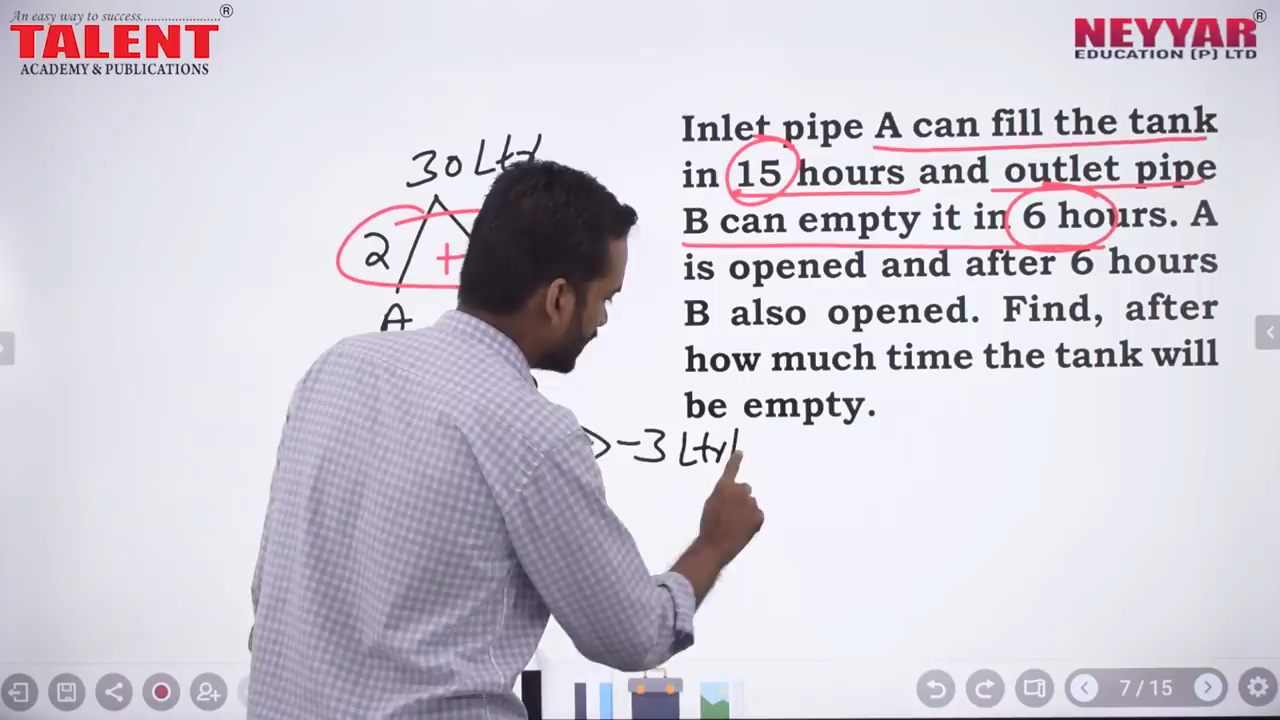 An easy way to success......................
TALENT
ACADEMY & PUBLICATIONS
®
NEYYAR
EDUCATION (P) LTD
®
30 Ltr
2
+
A
-3 Ltr
Inlet pipe A can fill the tank
in 15 hours and outlet pipe
B can empty it in 6 hours. A
is opened and after 6 hours
B also opened. Find, after
how much time the tank will
be empty.
7 / 15